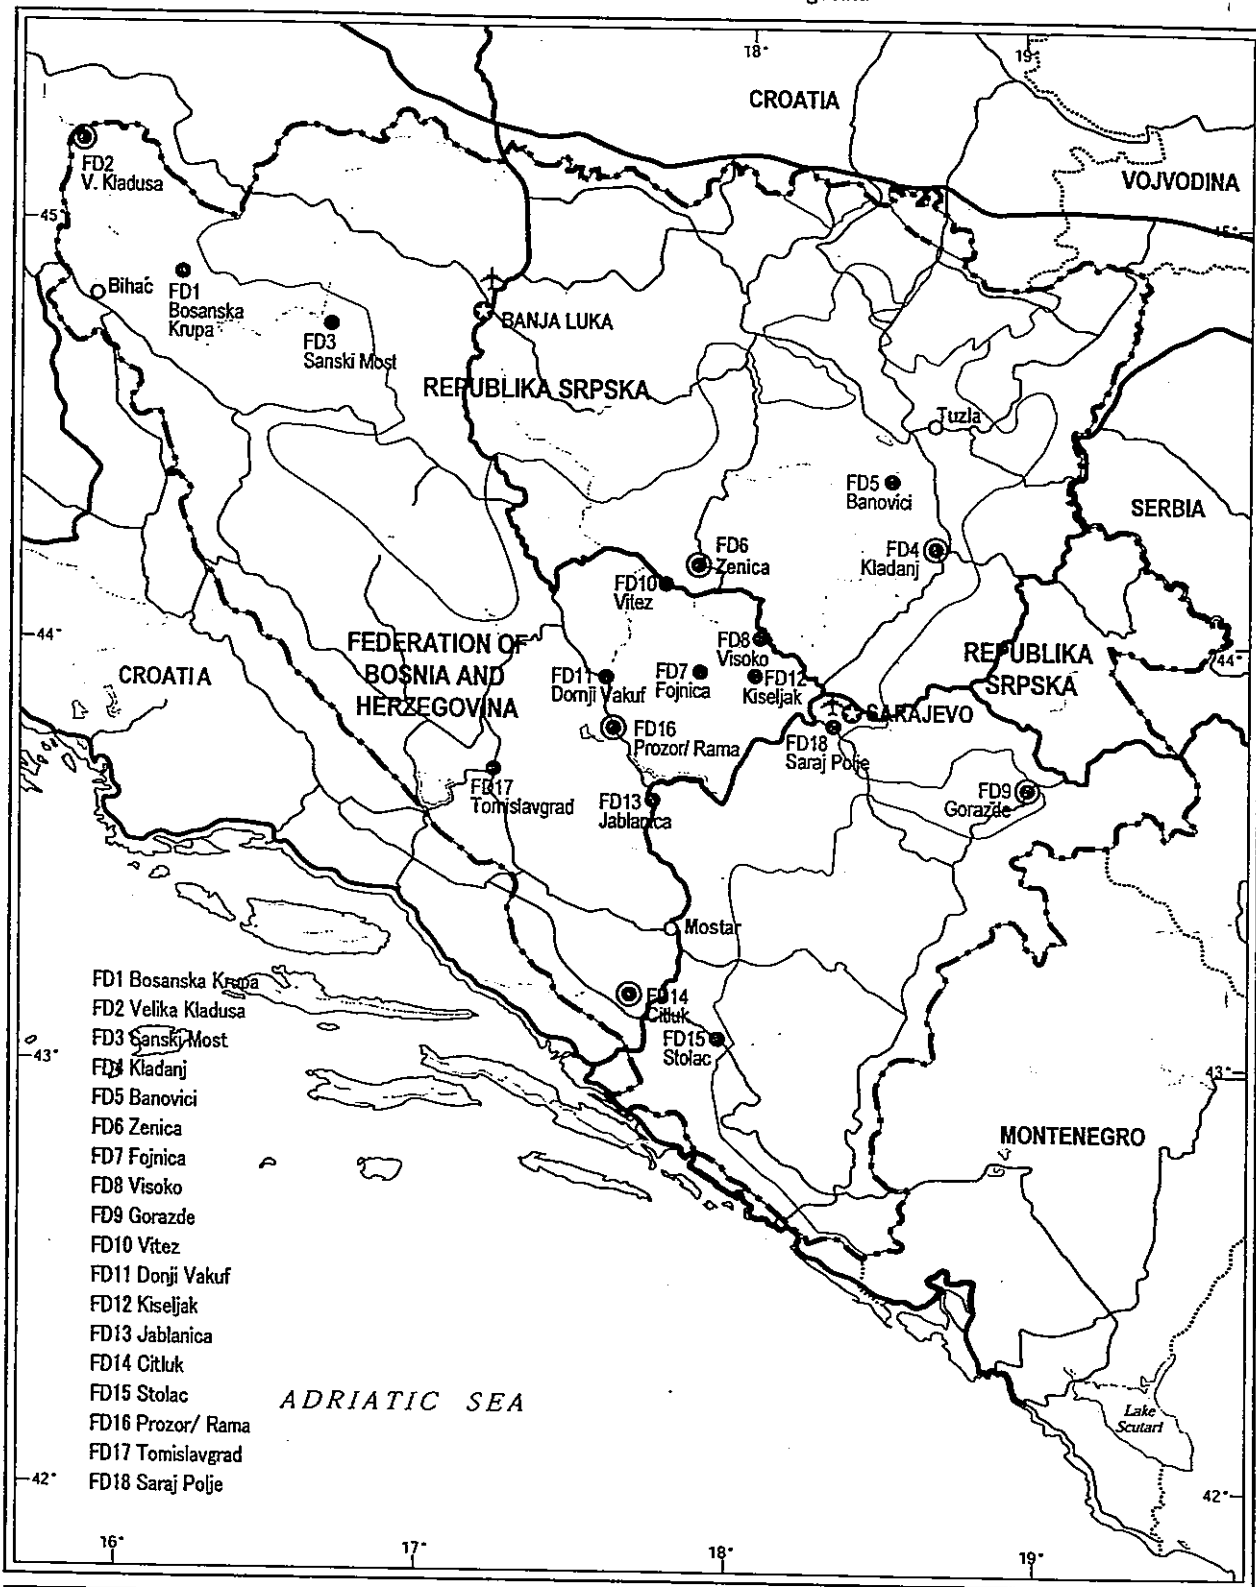 18°
19°
CROATIA
VOJVODINA
FD2
V. Kladusa
45°
Bihać
FD1
Bosanska
Krupa
FD3
Sanski Most
BANJA LUKA
REPUBLIKA SRPSKA
Tuzla
FD5
Banovici
SERBIA
FD6
Zenica
FD4
Kladanj
FD10
Vitez
44°
FD8
Visoko
FEDERATION OF
BOSNIA AND
HERZEGOVINA
CROATIA
REPUBLIKA
SRPSKA
44°
FD11
Dornji Vakuf
FD7
Fojnica
FD12
Kiseljak
SARAJEVO
FD16
Prozor/ Rama
FD18
Saraj Polje
FD17
Tomislavgrad
FD13
Jablanica
FD9
Gorazde
Mostar
FD14
Citluk
FD15
Stolac
43°
43°
MONTENEGRO
FD1 Bosanska Krupa
FD2 Velika Kladusa
FD3 Sanski Most
FD4 Kladanj
FD5 Banovici
FD6 Zenica
FD7 Fojnica
FD8 Visoko
FD9 Gorazde
FD10 Vitez
FD11 Donji Vakuf
FD12 Kiseljak
FD13 Jablanica
FD14 Citluk
FD15 Stolac
FD16 Prozor/ Rama
FD17 Tomislavgrad
FD18 Saraj Polje
ADRIATIC SEA
Lake
Scutari
42°
42°
16°
17°
18°
19°